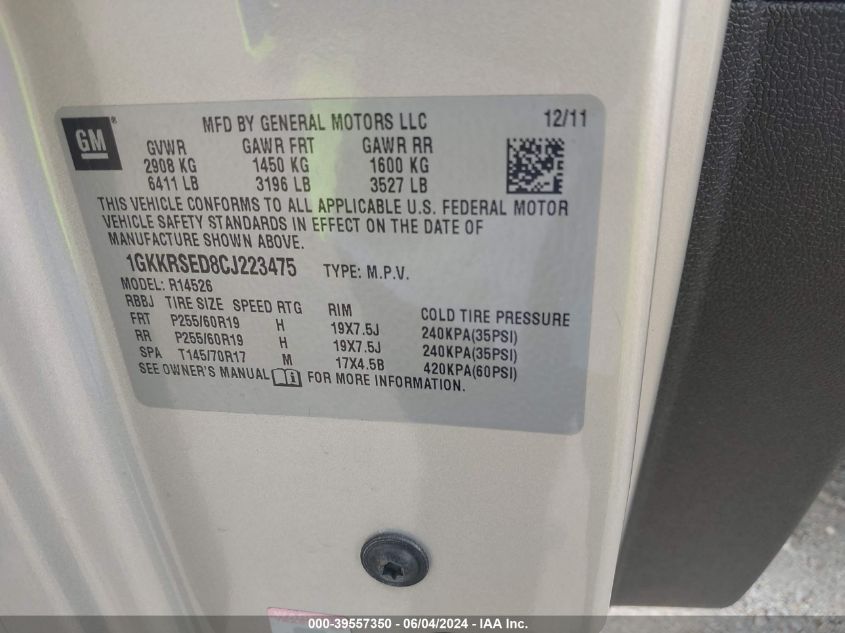 GM®
MFD BY GENERAL MOTORS LLC 12/11
GVWR GAWR FRT GAWR RR
2908 KG 1450 KG 1600 KG
6411 LB 3196 LB 3527 LB
THIS VEHICLE CONFORMS TO ALL APPLICABLE U.S. FEDERAL MOTOR
VEHICLE SAFETY STANDARDS IN EFFECT ON THE DATE OF
MANUFACTURE SHOWN ABOVE.
1GKKRSED8CJ223475 TYPE: M.P.V.
MODEL: R14526
RBBJ TIRE SIZE SPEED RTG RIM COLD TIRE PRESSURE
FRT P255/60R19 H 19X7.5J 240KPA(35PSI)
RR P255/60R19 H 19X7.5J 240KPA(35PSI)
SPA T145/70R17 M 17X4.5B 420KPA(60PSI)
SEE OWNER'S MANUAL FOR MORE INFORMATION.
000-39557350 - 06/04/2024 - IAA Inc.